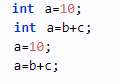 int a=10;
int a=b+c;
a=10;
a=b+c;